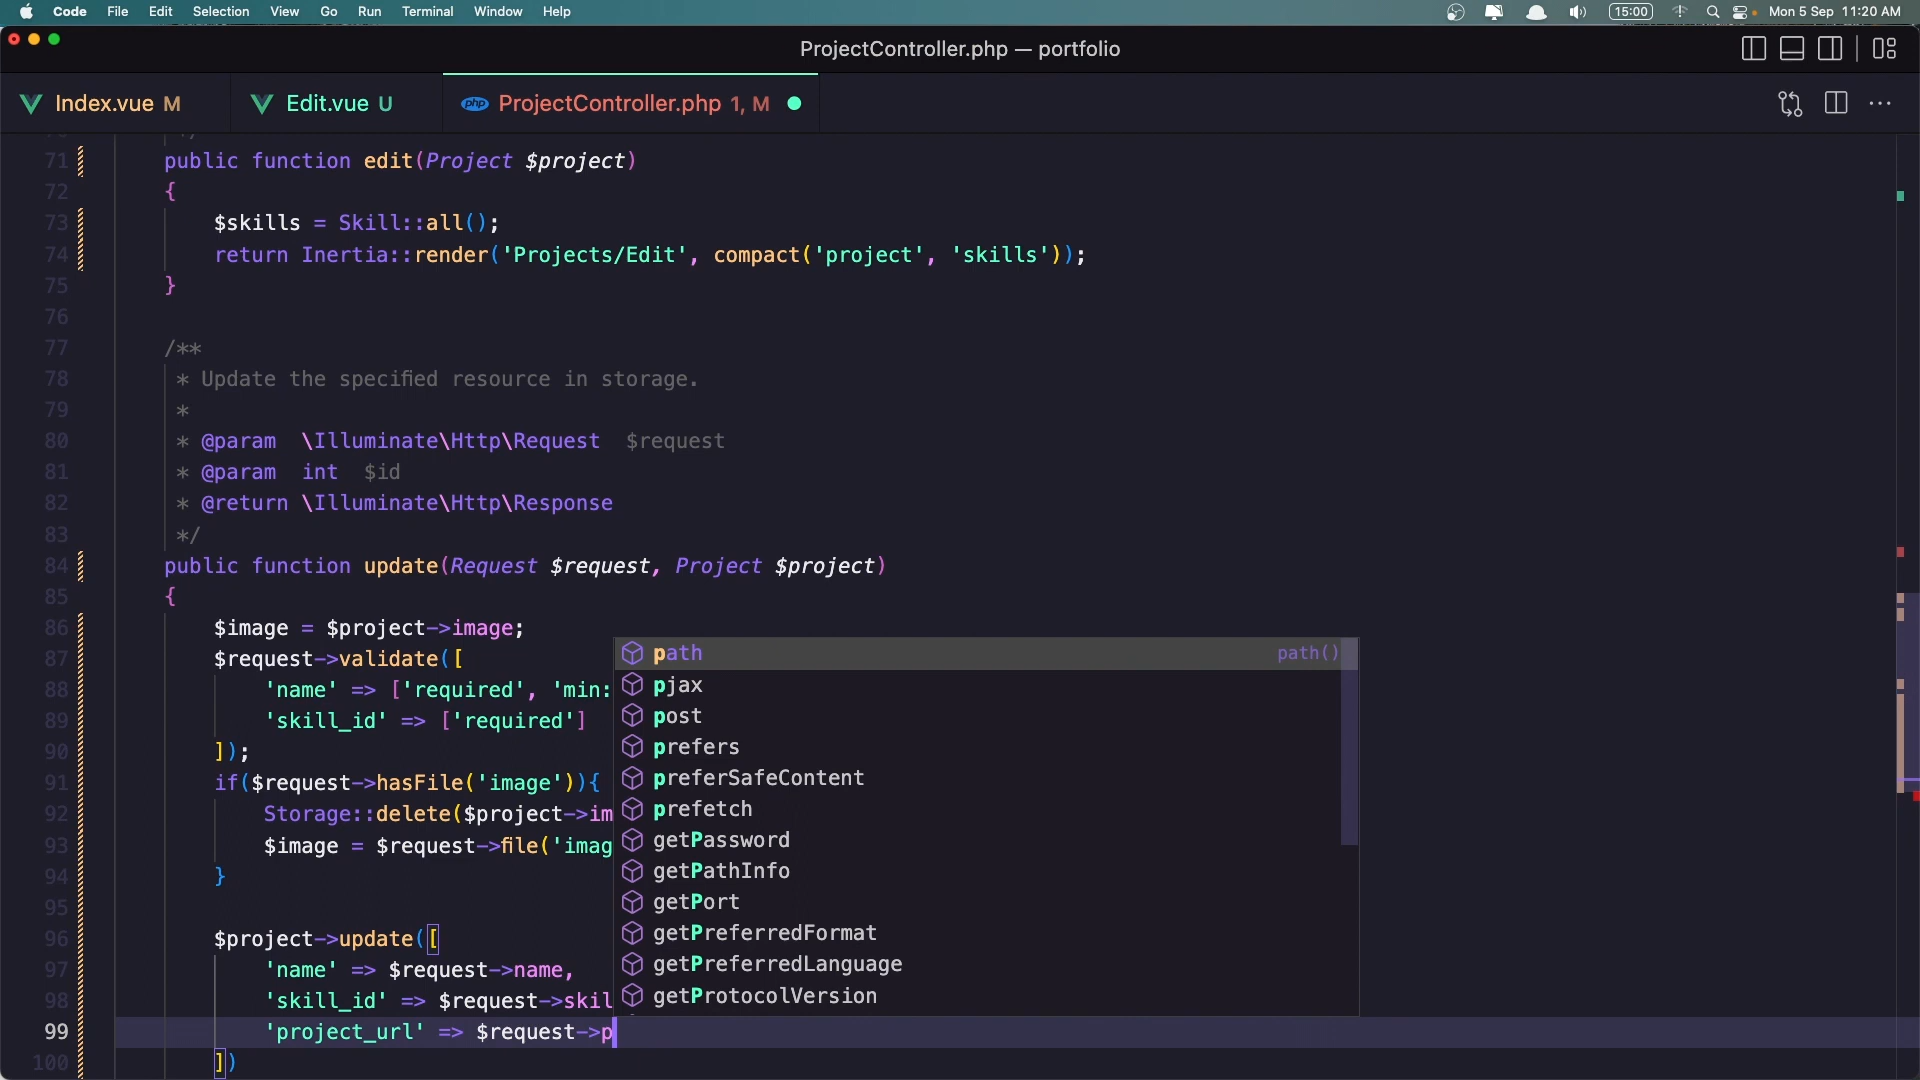 Code File Edit Selection View Go Run Terminal Window Help 15:00 Mon 5 Sep 11:20 AM
ProjectController.php — portfolio
Index.vue M Edit.vue U php ProjectController.php 1, M
71 public function edit(Project $project)
72 {
73 $skills = Skill::all();
74 return Inertia::render('Projects/Edit', compact('project', 'skills'));
75 }
76
77 /**
78 * Update the specified resource in storage.
79 *
80 * @param \Illuminate\Http\Request $request
81 * @param int $id
82 * @return \Illuminate\Http\Response
83 */
84 public function update(Request $request, Project $project)
85 {
86 $image = $project->image;
87 $request->validate([
88 'name' => ['required', 'min:
89 'skill_id' => ['required']
90 ]);
91 if($request->hasFile('image')){
92 Storage::delete($project->im
93 $image = $request->file('imag
94 }
95
96 $project->update([
97 'name' => $request->name,
98 'skill_id' => $request->skil
99 'project_url' => $request->p
100 ])
path path()
pjax
post
prefers
preferSafeContent
prefetch
getPassword
getPathInfo
getPort
getPreferredFormat
getPreferredLanguage
getProtocolVersion